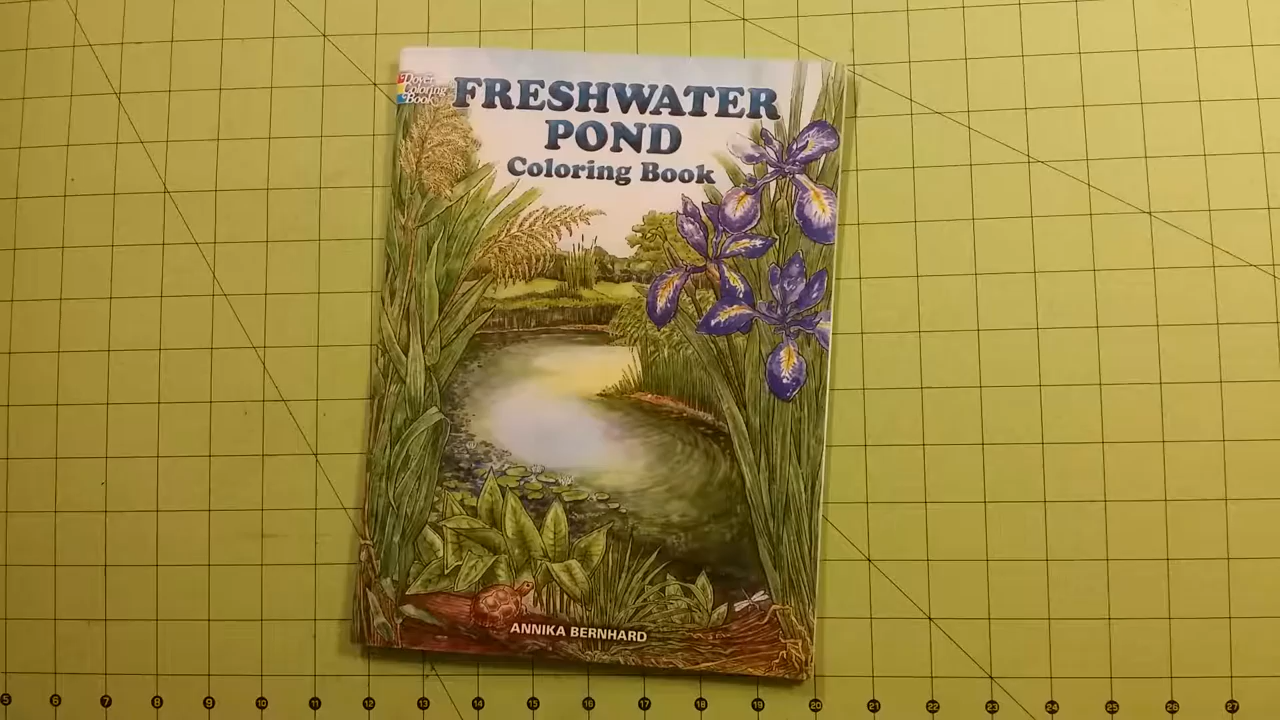 Dover
Coloring
Book
FRESHWATER
POND
Coloring Book
ANNIKA BERNHARD
5 6 7 8 9 10 11 12 13 14 15 16 17 18 19 20 21 22 23 24 25 26 27